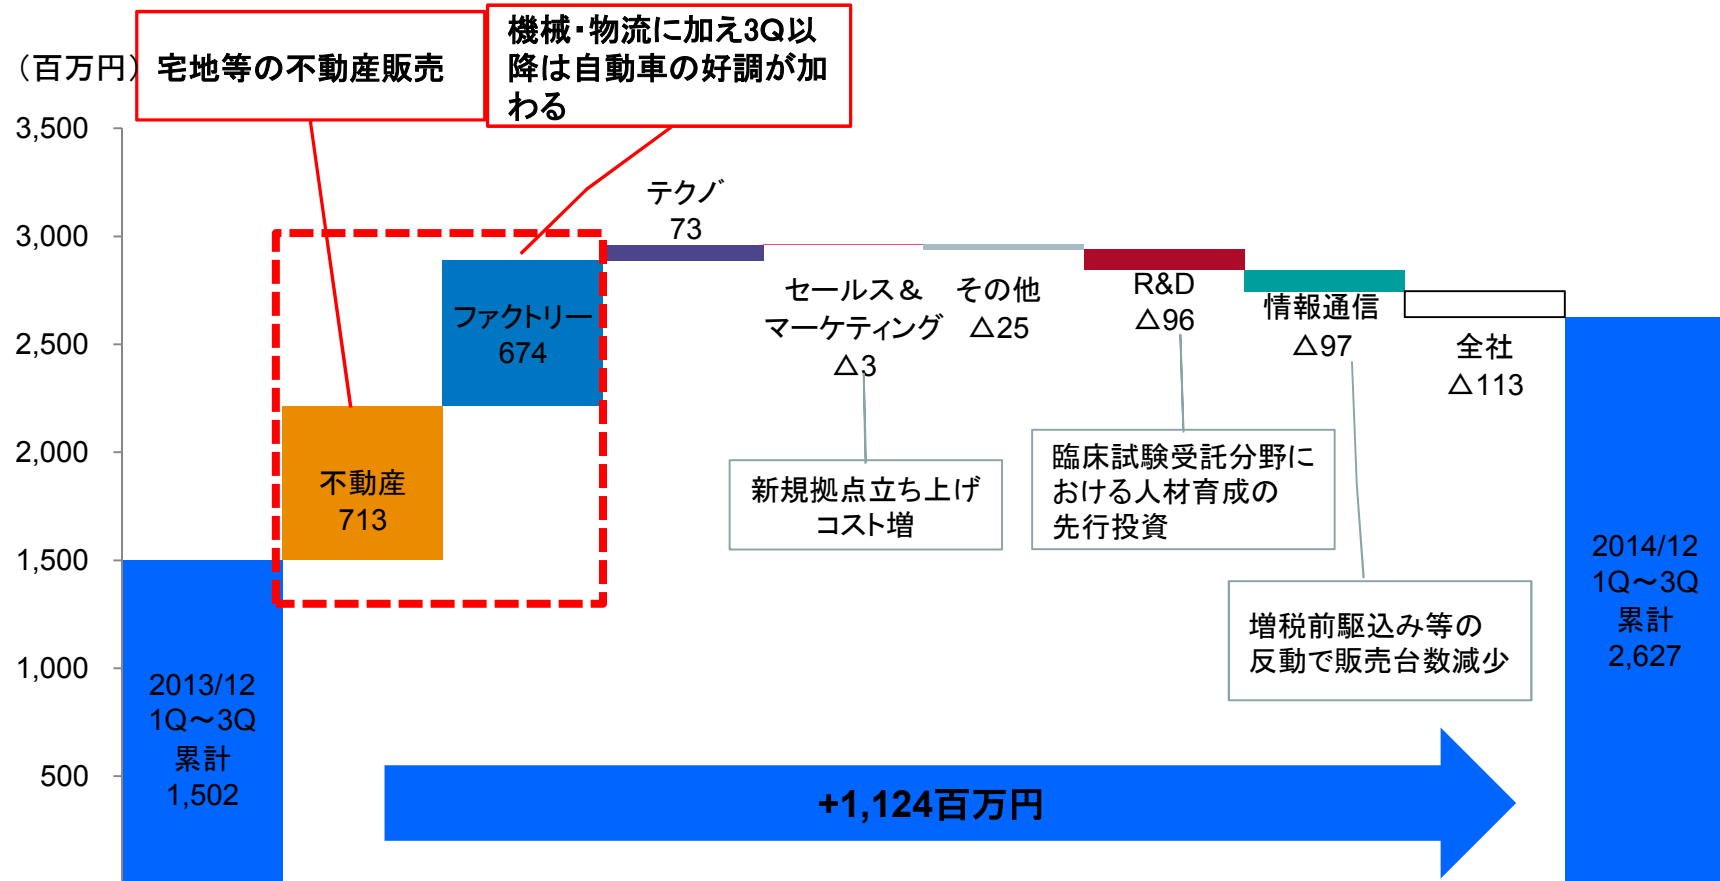 （百万円）
宅地等の不動産販売
機械・物流に加え3Q以
降は自動車の好調が加
わる
3,500
3,000
2,500
2,000
1,500
1,000
500
2013/12
1Q～3Q
累計
1,502
不動産
713
ファクトリー
674
テクノ
73
セールス＆
マーケティング
△3
その他
△25
R&D
△96
情報通信
△97
全社
△113
新規拠点立ち上げ
コスト増
臨床試験受託分野に
おける人材育成の
先行投資
増税前駆込み等の
反動で販売台数減少
2014/12
1Q～3Q
累計
2,627
+1,124百万円